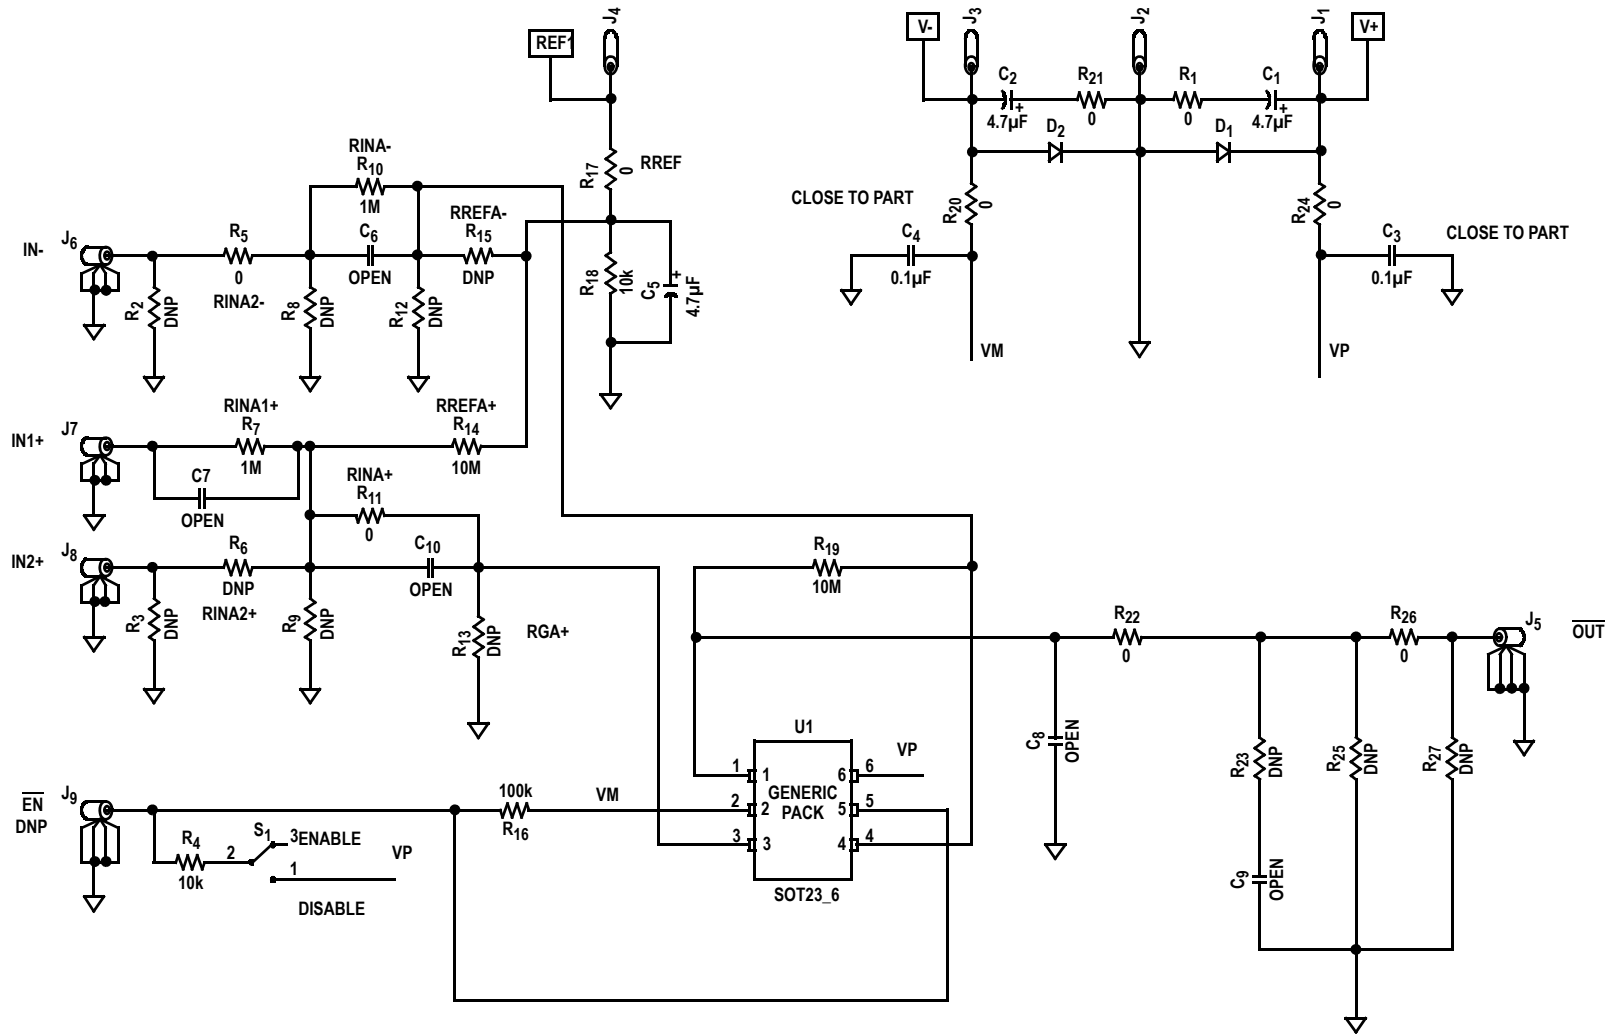 J4
REF1
R17
0
RREF
V-
J3
J2
J1
V+
C2
4.7µF
R21
0
R1
0
C1
4.7µF
D2
D1
CLOSE TO PART
R20
0
R24
0
C4
0.1µF
C3
0.1µF
CLOSE TO PART
VM
VP
RINA-
R10
1M
RREFA-
R15
DNP
IN-
J6
R5
0
RINA2-
C6
OPEN
R2
DNP
R8
DNP
R12
DNP
R18
10k
C5
4.7µF
IN1+
J7
RINA1+
R7
1M
RREFA+
R14
10M
C7
OPEN
RINA+
R11
0
IN2+
J8
R6
DNP
RINA2+
C10
OPEN
R3
DNP
R9
DNP
R13
DNP
RGA+
R19
10M
R22
0
R26
0
J5
OUT
C8
OPEN
R23
DNP
R25
DNP
R27
DNP
C9
OPEN
U1
GENERIC
PACK
SOT23_6
1 1
2 2
3 3
6 6
5 5
4 4
VP
EN
DNP
J9
100k
R16
VM
R4
10k
S1
2
3
ENABLE
1
VP
DISABLE